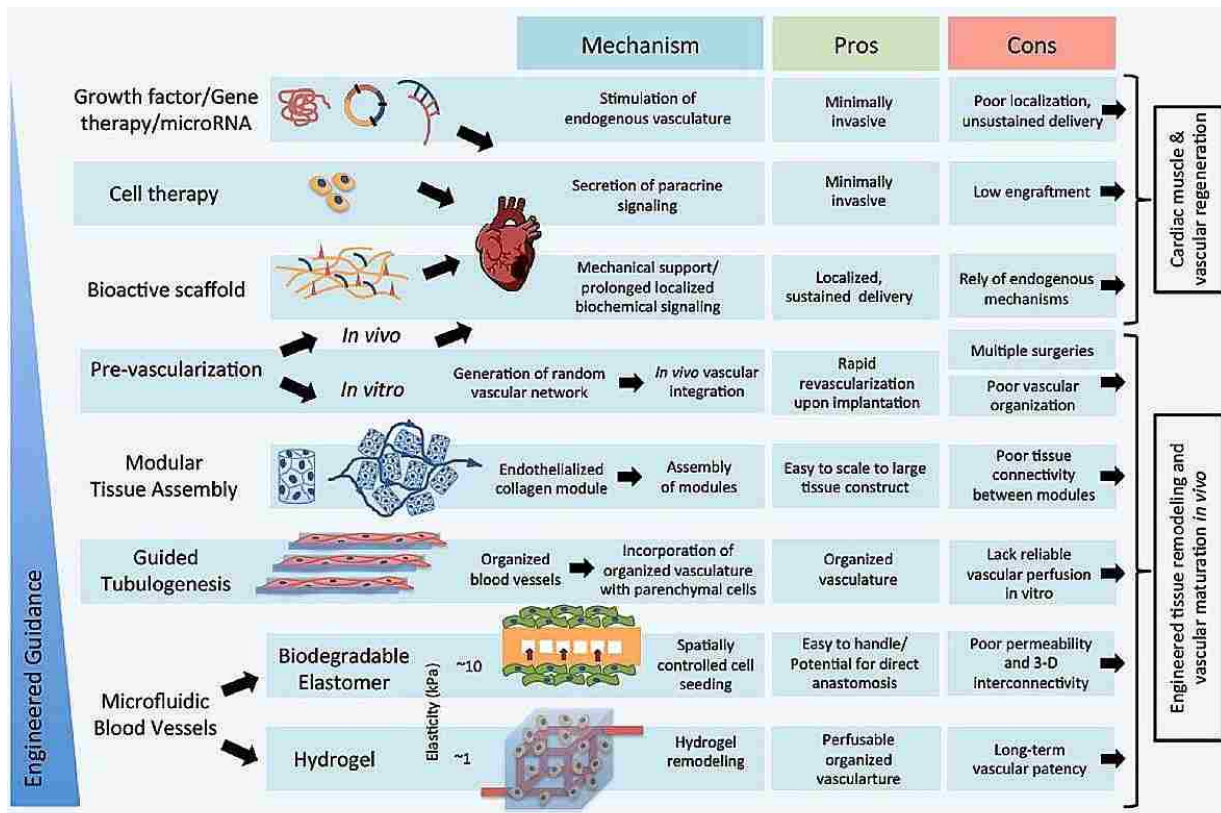 Mechanism
Pros
Cons
Growth factor/Gene
therapy/microRNA
Stimulation of
endogenous vasculature
Minimally
invasive
Poor localization,
unsustained delivery
Cell therapy
Secretion of paracrine
signaling
Minimally
invasive
Low engraftment
Bioactive scaffold
Mechanical support/
prolonged localized
biochemical signaling
Localized,
sustained delivery
Rely of endogenous
mechanisms
Cardiac muscle &
vascular regeneration
Pre-vascularization
In vivo
In vitro
Generation of random
vascular network
In vivo vascular
integration
Rapid
revascularization
upon implantation
Multiple surgeries
Poor vascular
organization
Modular
Tissue Assembly
Endothelialized
collagen module
Assembly
of modules
Easy to scale to large
tissue construct
Poor tissue
connectivity
between modules
Guided
Tubulogenesis
Organized
blood vessels
Incorporation of
organized vasculature
with parenchymal cells
Organized
vasculature
Lack reliable
vascular perfusion
in vitro
Microfluidic
Blood Vessels
Biodegradable
Elastomer
~10
Elasticity (kPa)
Spatially
controlled cell
seeding
Easy to handle/
Potential for direct
anastomosis
Poor permeability
and 3-D
interconnectivity
Hydrogel
~1
Hydrogel
remodeling
Perfusable
organized
vascularture
Long-term
vascular patency
Engineered tissue remodeling and
vascular maturation in vivo
Engineered Guidance